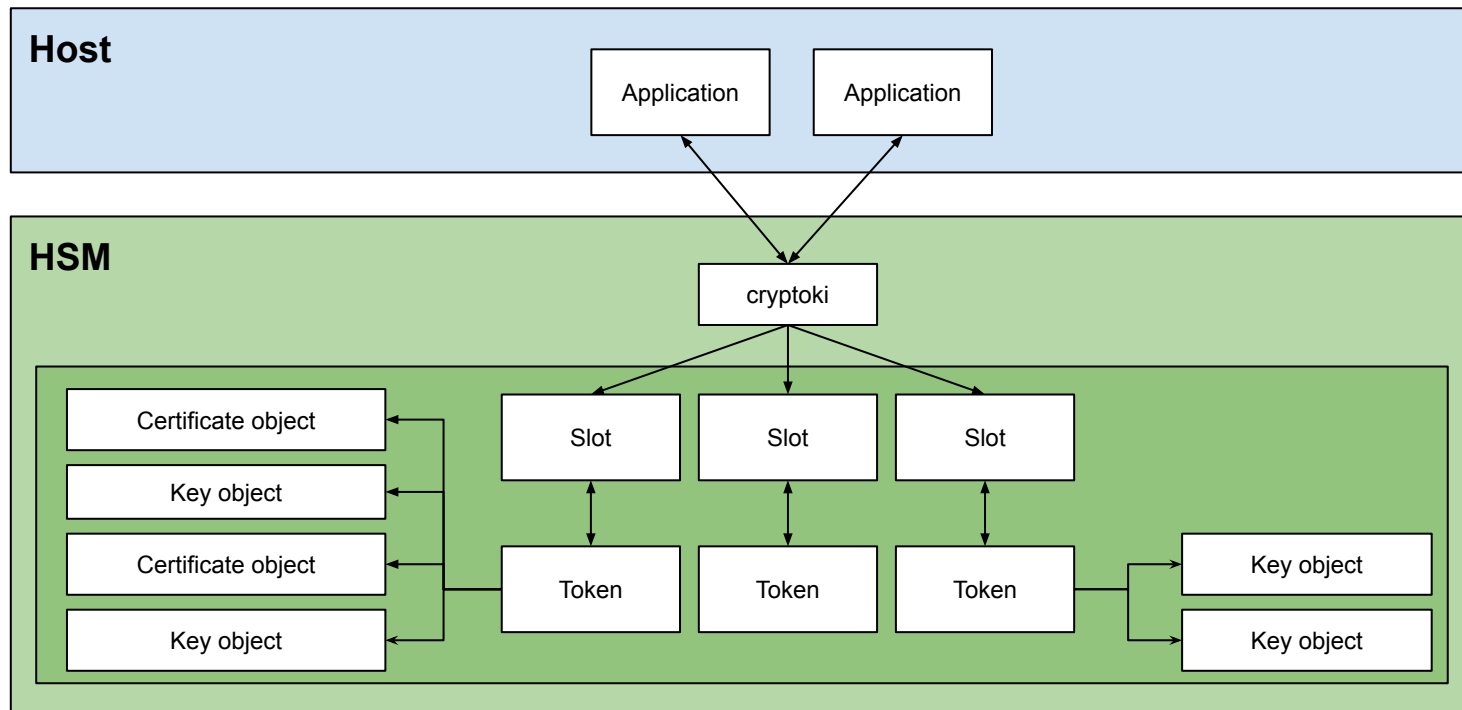 Host
Application
Application
HSM
cryptoki
Certificate object
Slot
Slot
Slot
Key object
Certificate object
Token
Token
Token
Key object
Key object
Key object